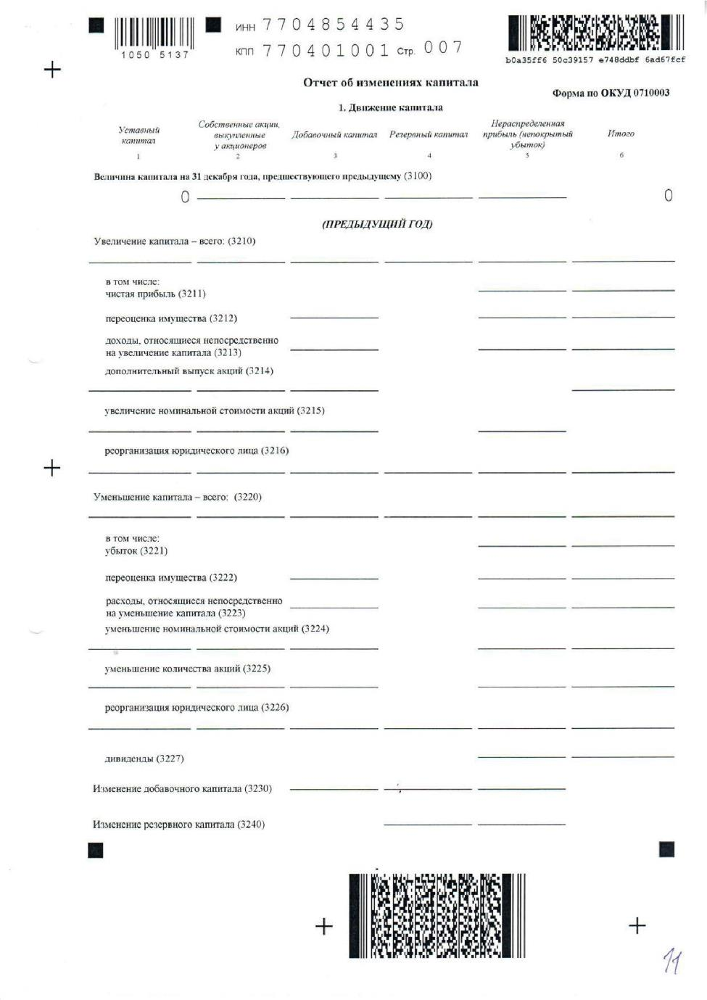 1050 5137
ИНН 7704854435
КПП 770401001 Стр. 007
b0a35ff6 50c39157 e748ddbf 6ad67fcf
Отчет об изменениях капитала
Форма по ОКУД 0710003
1. Движение капитала
Уставный капитал
Собственные акции, выкупленные у акционеров
Добавочный капитал
Резервный капитал
Нераспределенная прибыль (непокрытый убыток)
Итого
1 2 3 4 5 6
Величина капитала на 31 декабря года, предшествующего предыдущему (3100)
0 0
(ПРЕДЫДУЩИЙ ГОД)
Увеличение капитала – всего: (3210)
в том числе:
чистая прибыль (3211)
переоценка имущества (3212)
доходы, относящиеся непосредственно
на увеличение капитала (3213)
дополнительный выпуск акций (3214)
увеличение номинальной стоимости акций (3215)
реорганизация юридического лица (3216)
Уменьшение капитала – всего: (3220)
в том числе:
убыток (3221)
переоценка имущества (3222)
расходы, относящиеся непосредственно
на уменьшение капитала (3223)
уменьшение номинальной стоимости акций (3224)
уменьшение количества акций (3225)
реорганизация юридического лица (3226)
дивиденды (3227)
Изменение добавочного капитала (3230)
Изменение резервного капитала (3240)
11